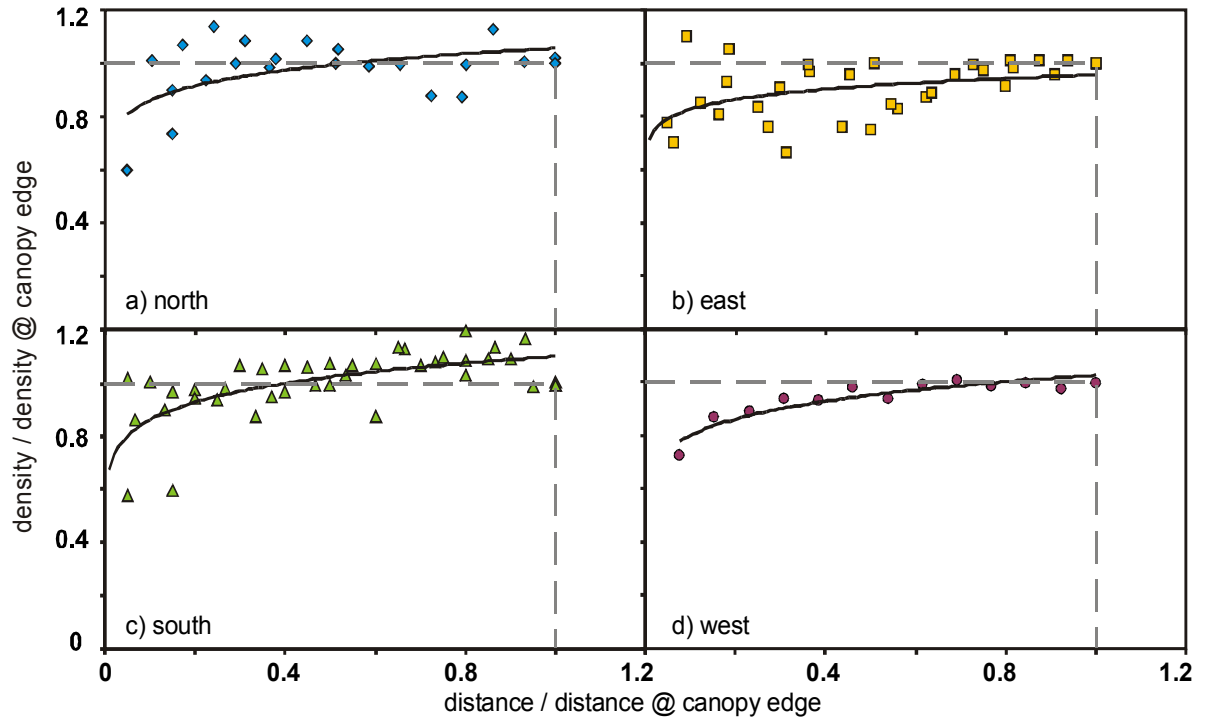 1.2
0.8
0.4
a) north
b) east
density / density @ canopy edge
1.2
0.8
0.4
0
c) south
d) west
0
0.4
0.8
1.2
0.4
0.8
1.2
distance / distance @ canopy edge